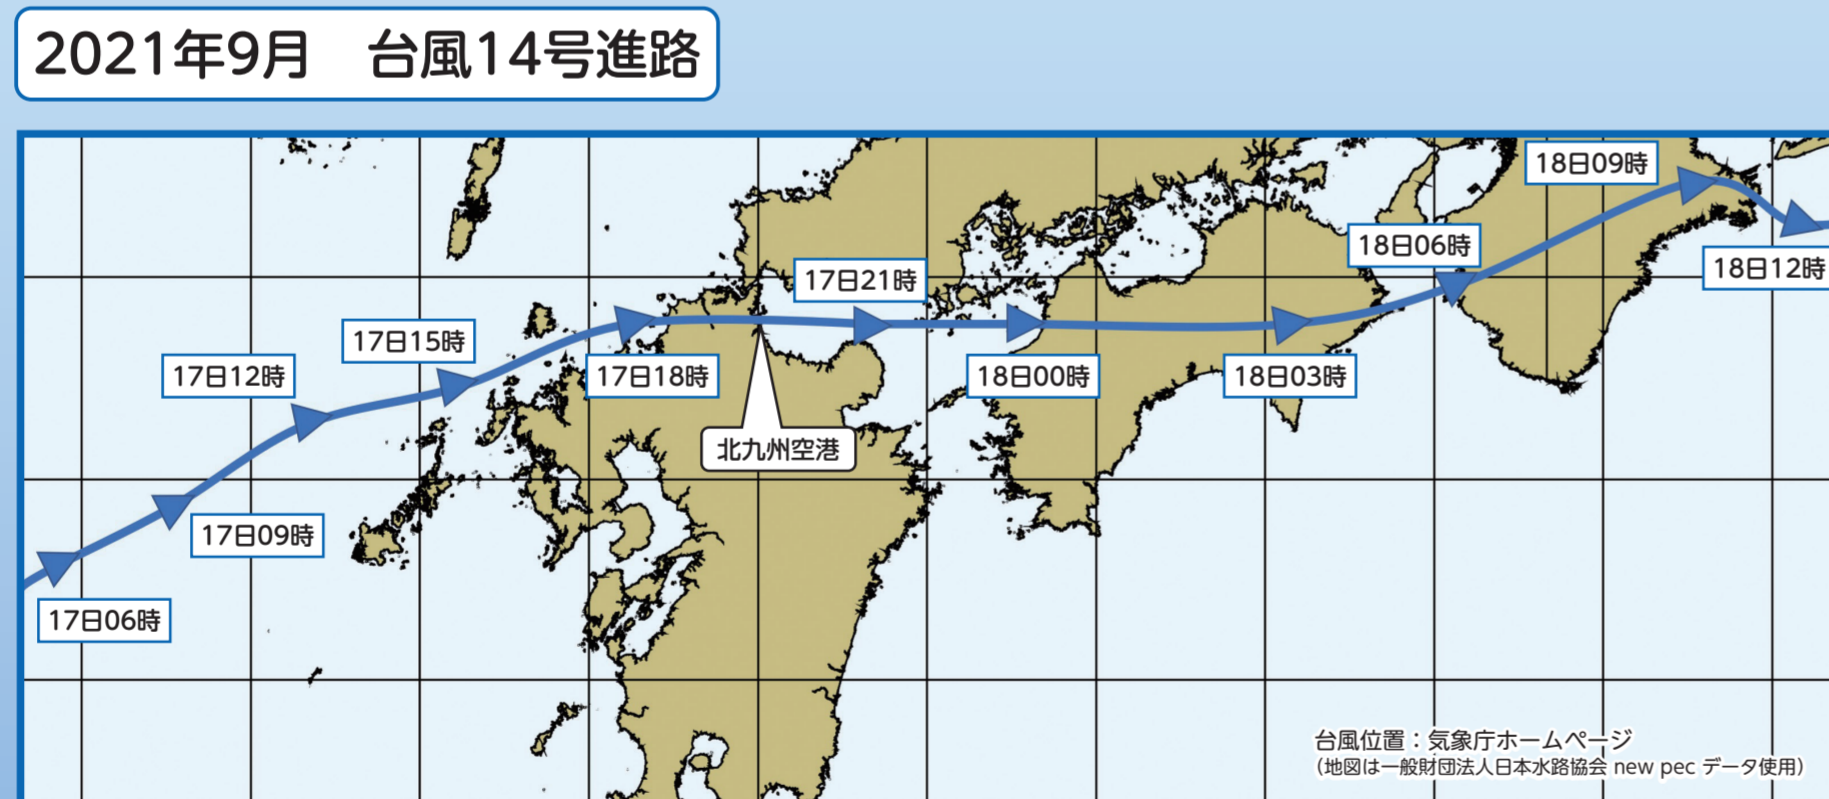 2021年9月　台風14号進路
18日09時
18日06時
18日12時
17日21時
17日15時
17日12時
17日18時
18日00時
18日03時
北九州空港
17日09時
17日06時
台風位置：気象庁ホームページ
（地図は一般財団法人日本水路協会 new pec データ使用）